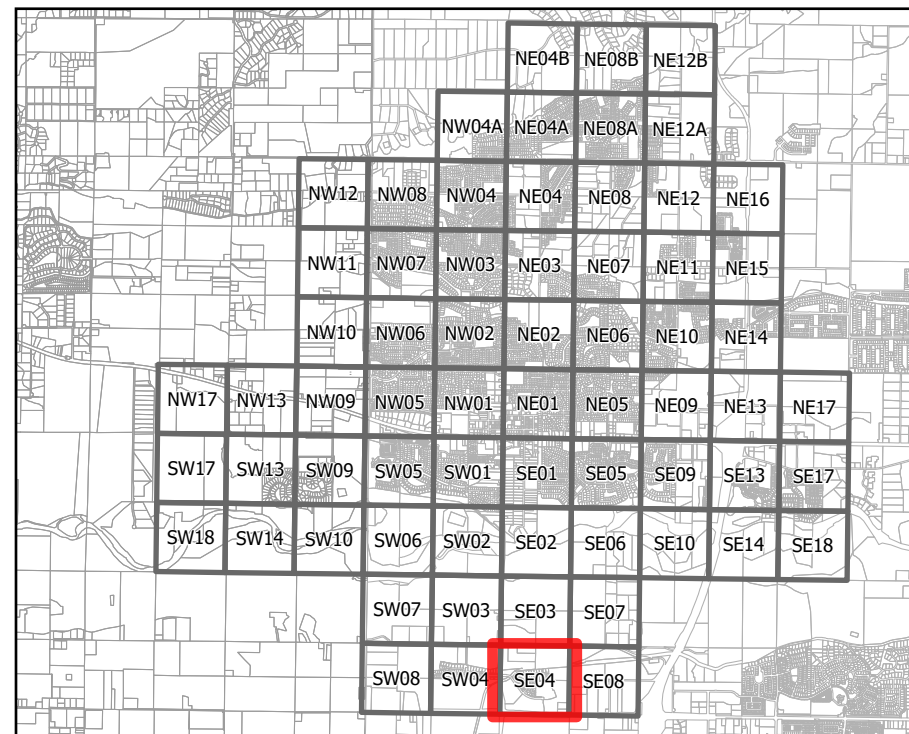 NE04B NE08B NE12B
NW04A NE04A NE08A NE12A
NW12 NW08 NW04 NE04 NE08 NE12 NE16
NW11 NW07 NW03 NE03 NE07 NE11 NE15
NW10 NW06 NW02 NE02 NE06 NE10 NE14
NW17 NW13 NW09 NW05 NW01 NE01 NE05 NE09 NE13 NE17
SW17 SW13 SW09 SW05 SW01 SE01 SE05 SE09 SE13 SE17
SW18 SW14 SW10 SW06 SW02 SE02 SE06 SE10 SE14 SE18
SW07 SW03 SE03 SE07
SW08 SW04 SE04 SE08